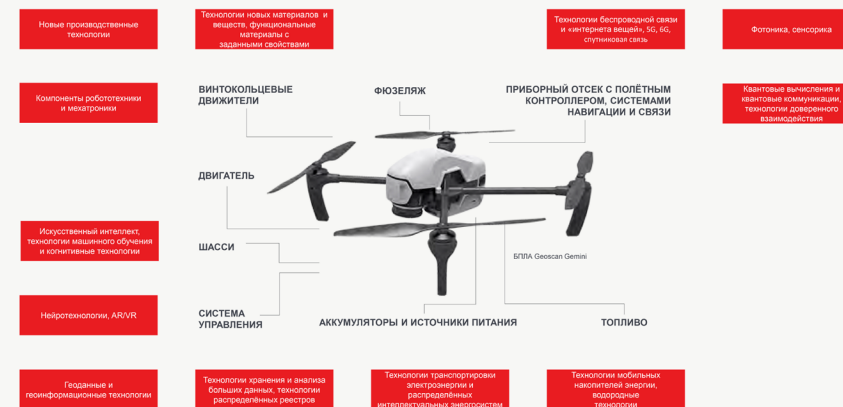 Новые производственные
технологии
Технологии новых материалов и
веществ, функциональные
материалы с
заданными свойствами
Технологии беспроводной связи
и «интернета вещей», 5G, 6G,
спутниковая связь
Фотоника, сенсорика
Компоненты робототехники
и мехатроники
ВИНТОКОЛЬЦЕВЫЕ
ДВИЖИТЕЛИ
ФЮЗЕЛЯЖ
ПРИБОРНЫЙ ОТСЕК С ПОЛЁТНЫМ
КОНТРОЛЛЕРОМ, СИСТЕМАМИ
НАВИГАЦИИ И СВЯЗИ
Квантовые вычисления и
квантовые коммуникации,
технологии доверенного
взаимодействия
ДВИГАТЕЛЬ
Искусственный интеллект,
технологии машинного обучения
и когнитивные технологии
ШАССИ
БПЛА Geoscan Gemini
Нейротехнологии, AR/VR
СИСТЕМА
УПРАВЛЕНИЯ
АККУМУЛЯТОРЫ И ИСТОЧНИКИ ПИТАНИЯ
ТОПЛИВО
Геоданные и
геоинформационные технологии
Технологии хранения и анализа
больших данных, технологии
распределённых реестров
Технологии транспортировки
электроэнергии и
распределённых
интеллектуальных энергосистем
Технологии мобильных
накопителей энергии,
водородные
технологии